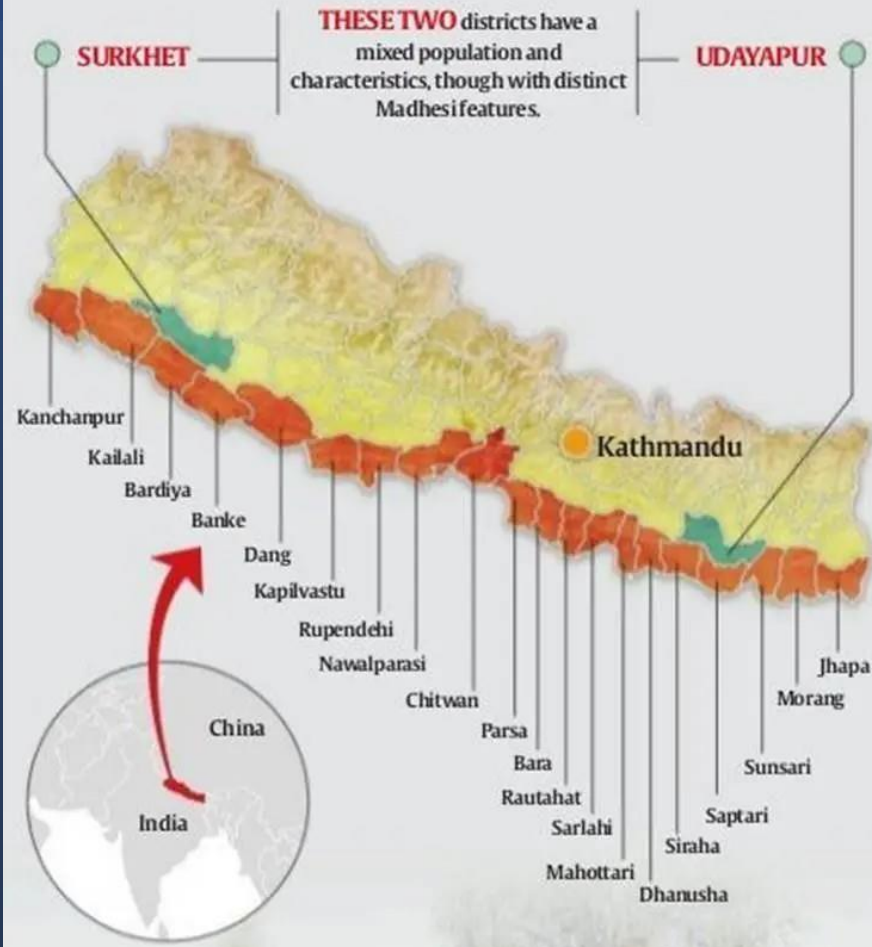 THESE TWO districts have a
mixed population and
characteristics, though with distinct
Madhesi features.
SURKHET
UDAYAPUR
Kathmandu
Kanchanpur
Kailali
Bardiya
Banke
Dang
Kapilvastu
Rupendehi
Nawalparasi
Chitwan
Parsa
Bara
Rautahat
Sarlahi
Mahottari
Dhanusha
Siraha
Saptari
Sunsari
Morang
Jhapa
China
India